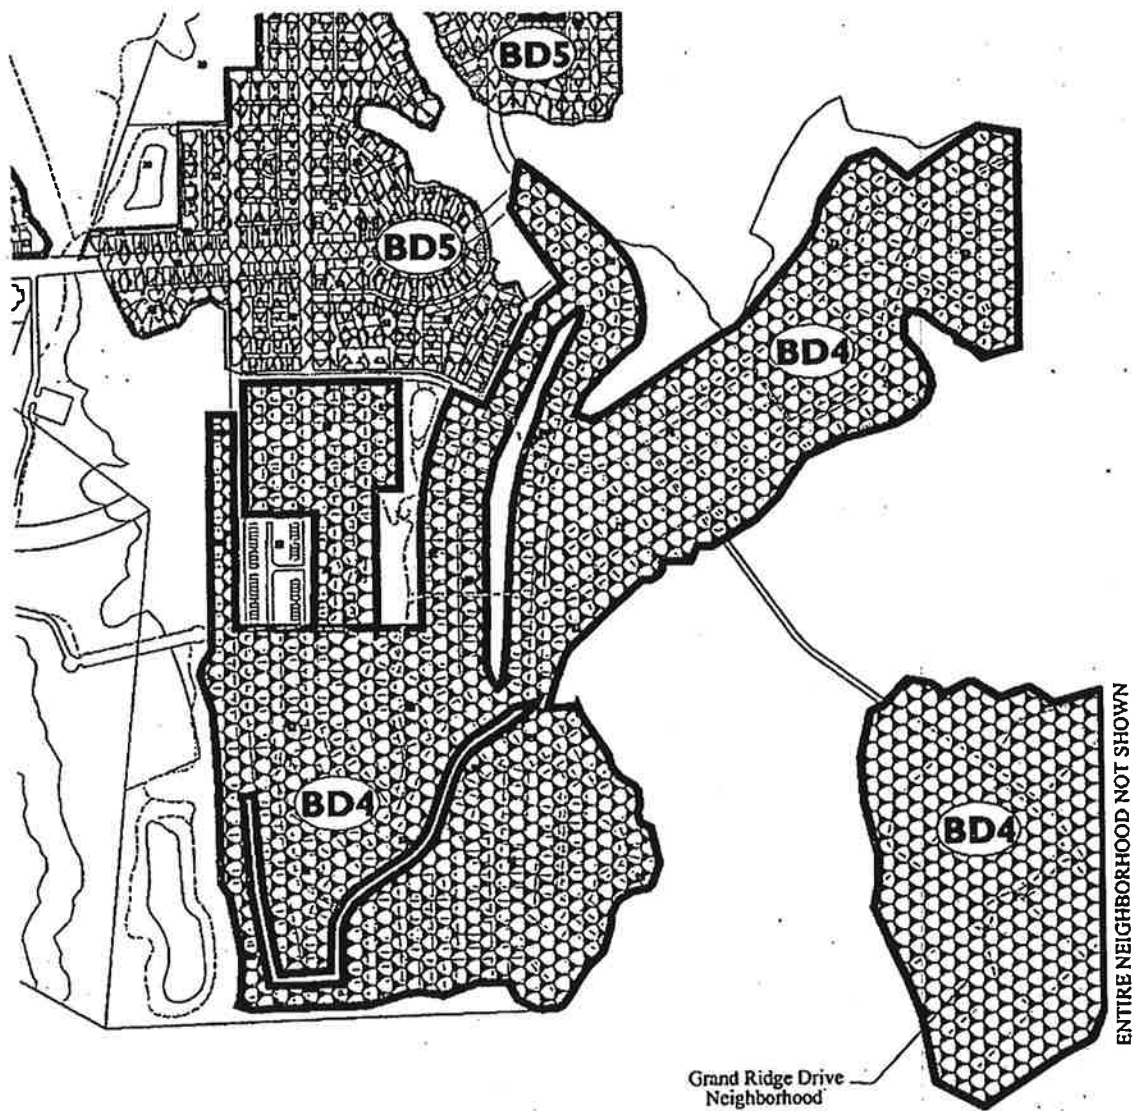 BD5
BD5
BD4
BD4
BD4
ENTIRE NEIGHBORHOOD NOT SHOWN
Grand Ridge Drive
Neighborhood